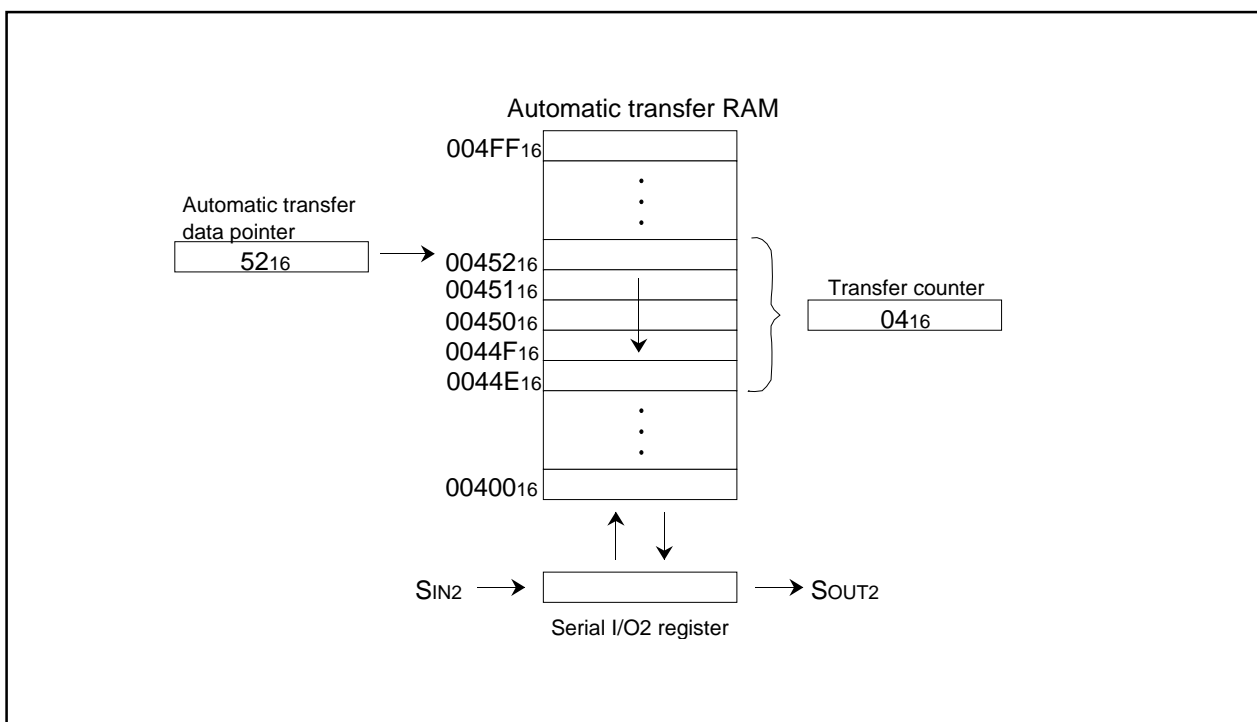 Automatic transfer RAM
004FF16
Automatic transfer
data pointer
5216
0045216
0045116
0045016
0044F16
0044E16
Transfer counter
0416
0040016
SIN2
SOUT2
Serial I/O2 register